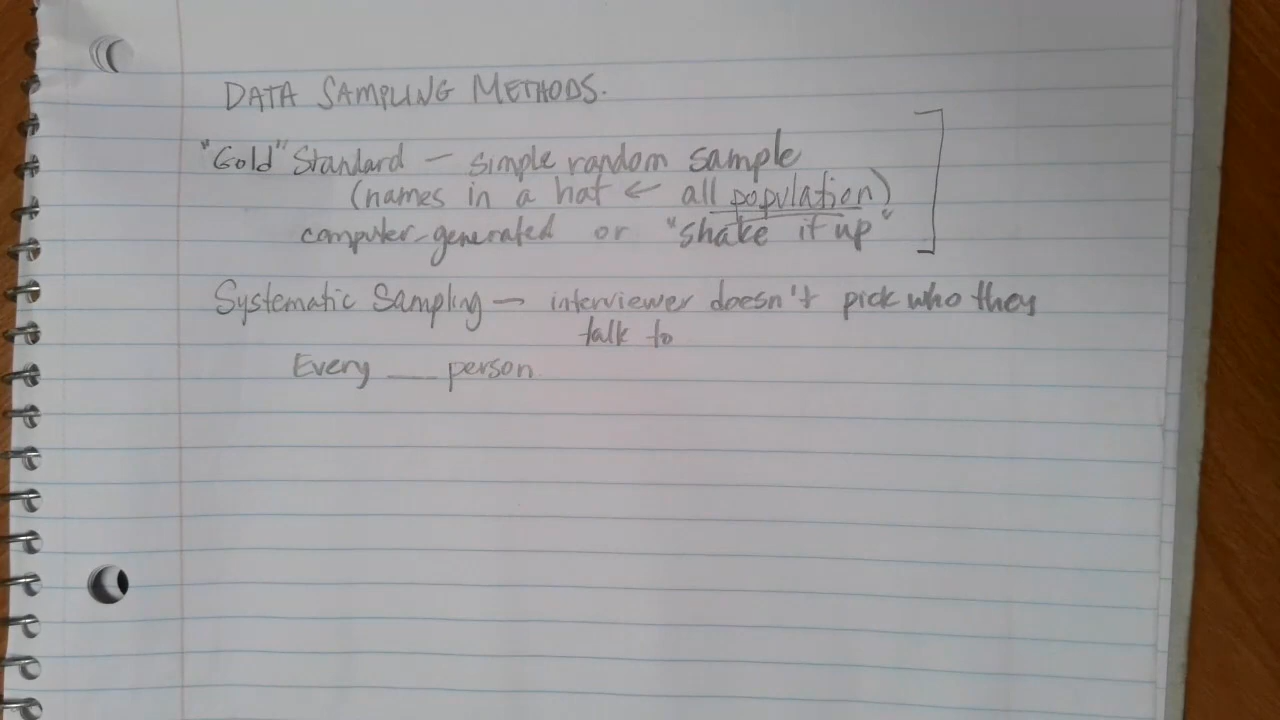 DATA SAMPLING METHODS.
"Gold" Standard – simple random sample
(names in a hat ← all population)
computer-generated or "shake it up"
Systematic Sampling – interviewer doesn't pick who they
talk to
Every ___ person